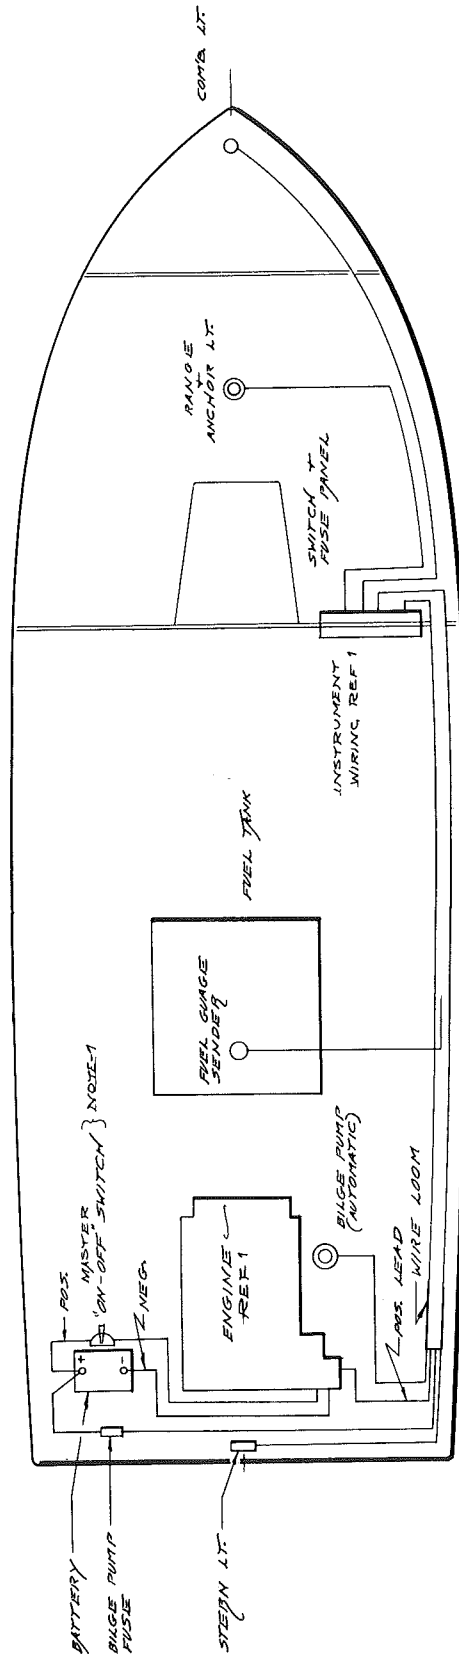 COMB. LT.
RANGE
+
ANCHOR LT.
SWITCH +
FUSE PANEL
INSTRUMENT
WIRING REF 1
FUEL TANK
FUEL GUAGE
SENDER
MASTER
"ON-OFF" SWITCH } NOTE-1
POS.
NEG.
+
-
ENGINE
REF 1
BILGE PUMP
(AUTOMATIC)
POS. LEAD
WIRE LOOM
BATTERY
BILGE PUMP
FUSE
STERN LT.